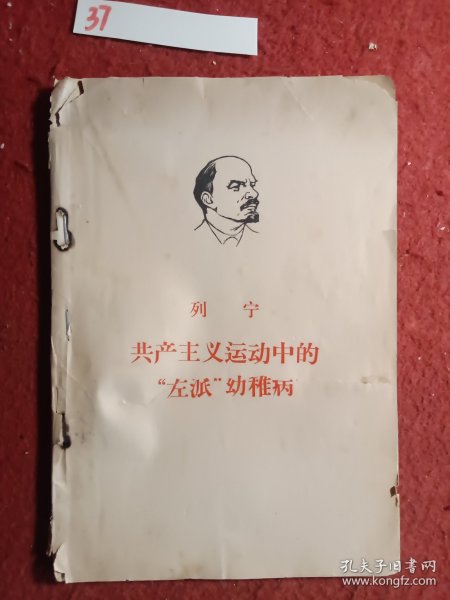 37
列 宁
共产主义运动中的
“左派”幼稚病
孔夫子旧书网
www.kongfz.com